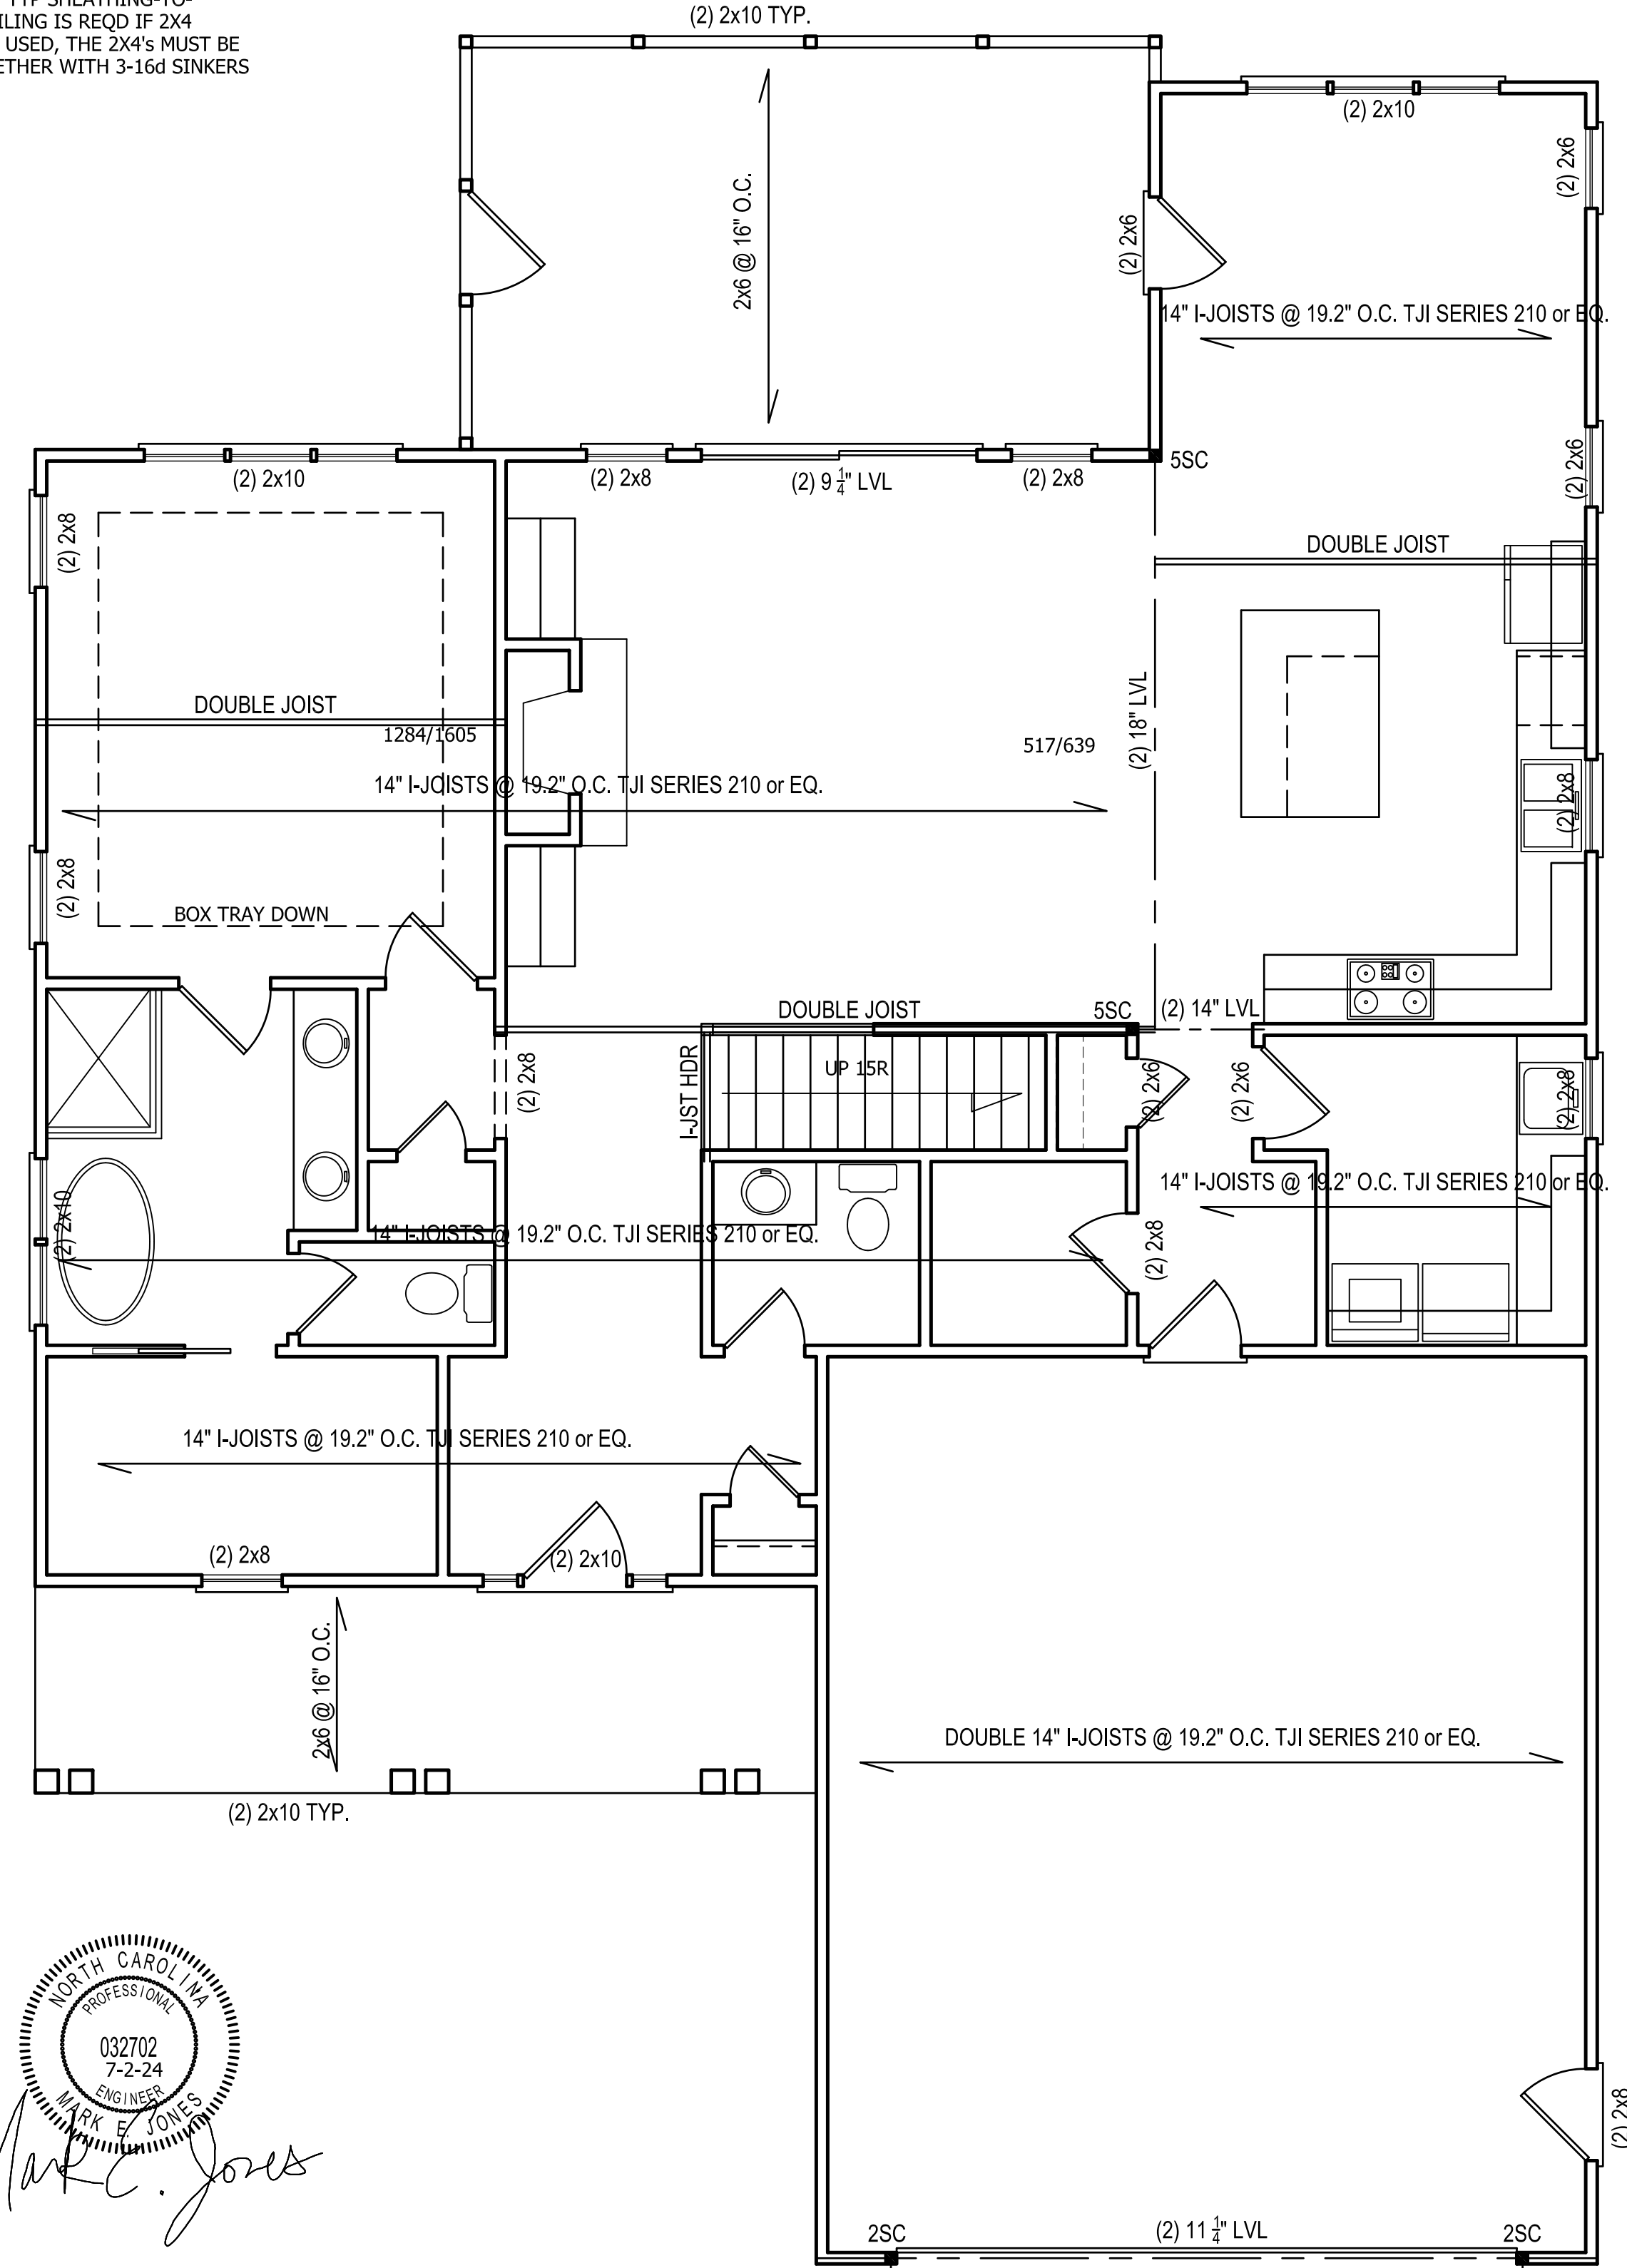 TYP SHEATHING-TO-
ILING IS REQD IF 2X4
USED, THE 2X4's MUST BE
ETHER WITH 3-16d SINKERS
(2) 2x10 TYP.
(2) 2x10
(2) 2x6
2x6 @ 16" O.C.
(2) 2x6
14" I-JOISTS @ 19.2" O.C. TJI SERIES 210 or EQ.
(2) 2x10
(2) 2x8
(2) 9 1/4" LVL
(2) 2x8
5SC
(2) 2x6
(2) 2x8
DOUBLE JOIST
DOUBLE JOIST
1284/1605
517/639
(2) 18" LVL
14" I-JOISTS @ 19.2" O.C. TJI SERIES 210 or EQ.
(2) 2x8
(2) 2x8
BOX TRAY DOWN
DOUBLE JOIST
5SC
(2) 14" LVL
(2) 2x8
I-JST HDR
UP 15R
(2) 2x6
(2) 2x6
(2) 2x8
14" I-JOISTS @ 19.2" O.C. TJI SERIES 210 or EQ.
(2) 2x10
14" I-JOISTS @ 19.2" O.C. TJI SERIES 210 or EQ.
(2) 2x8
14" I-JOISTS @ 19.2" O.C. TJI SERIES 210 or EQ.
(2) 2x8
(2) 2x10
2x6 @ 16" O.C.
DOUBLE 14" I-JOISTS @ 19.2" O.C. TJI SERIES 210 or EQ.
(2) 2x10 TYP.
NORTH CAROLINA
PROFESSIONAL
032702
7-2-24
ENGINEER
MARK E. JONES
Mark E. Jones
(2) 2x8
2SC
(2) 11 1/4" LVL
2SC